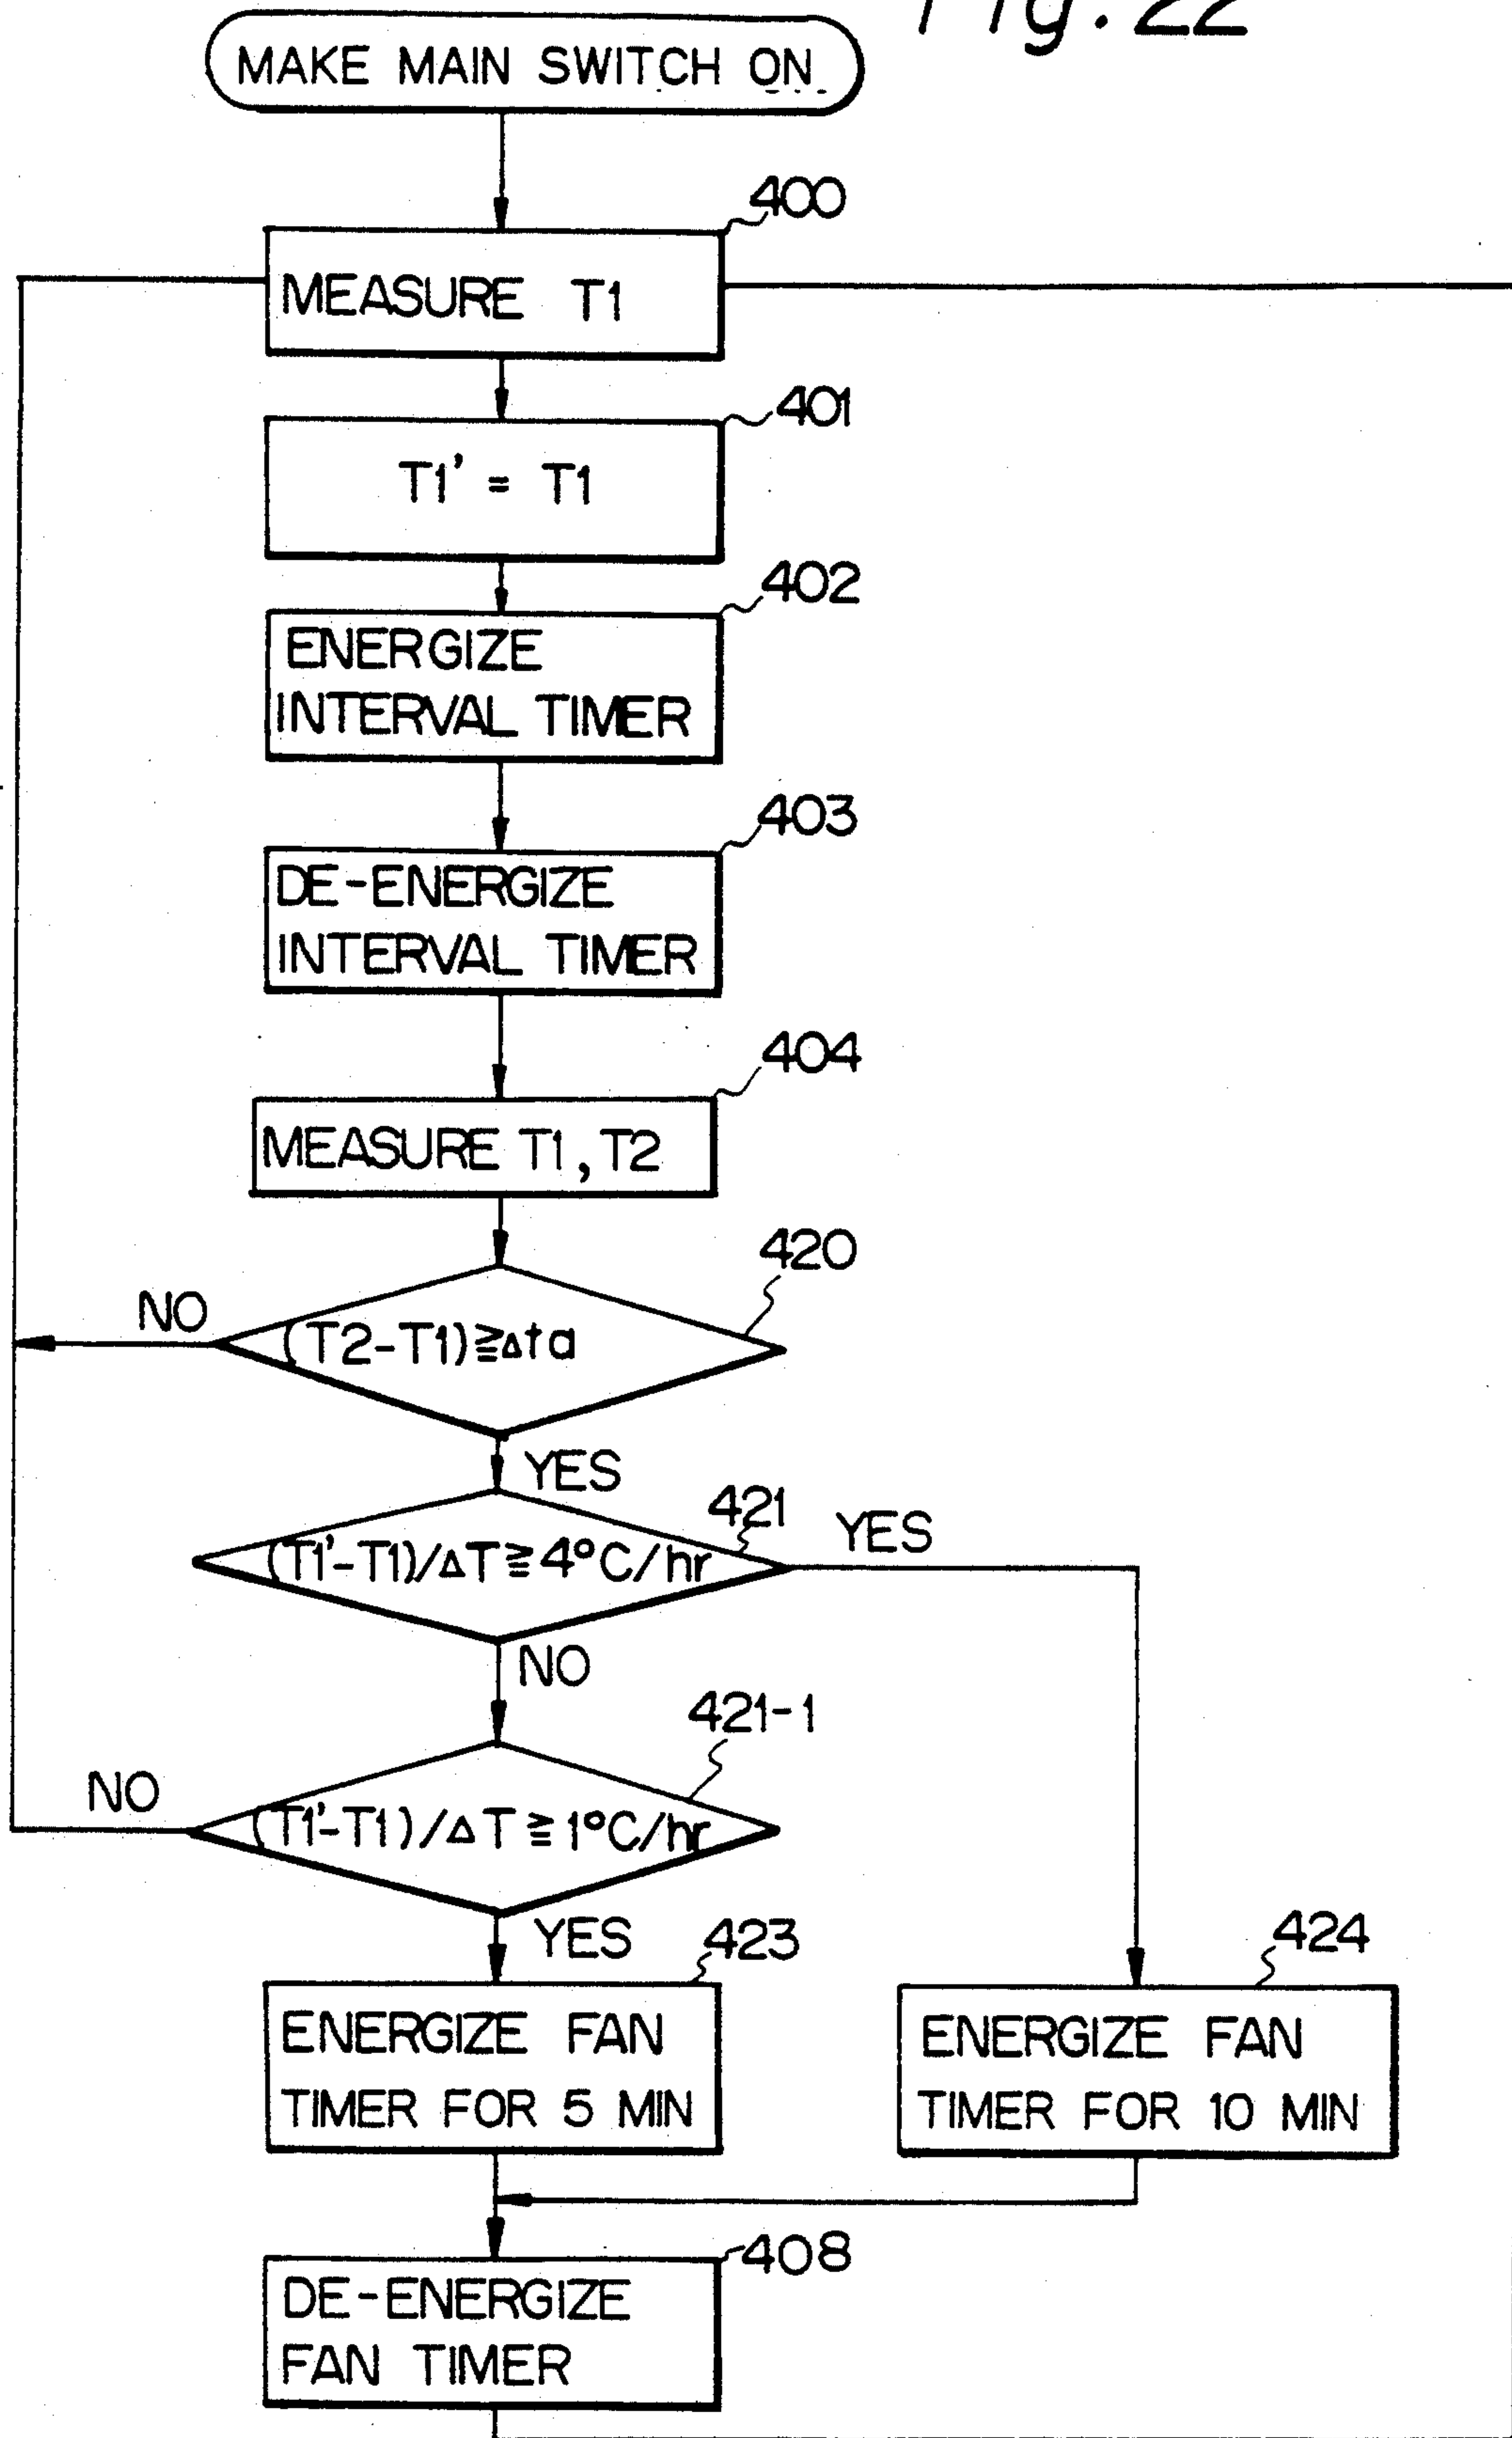 Fig. 22
MAKE MAIN SWITCH ON
400
MEASURE T1
401
T1' = T1
402
ENERGIZE
INTERVAL TIMER
403
DE-ENERGIZE
INTERVAL TIMER
404
MEASURE T1, T2
420
NO
(T2-T1)≧Δta
YES
421
YES
(T1'-T1)/ΔT≧4°C/hr
NO
421-1
NO
(T1'-T1)/ΔT≧1°C/hr
YES
423
424
ENERGIZE FAN
TIMER FOR 5 MIN
ENERGIZE FAN
TIMER FOR 10 MIN
408
DE-ENERGIZE
FAN TIMER